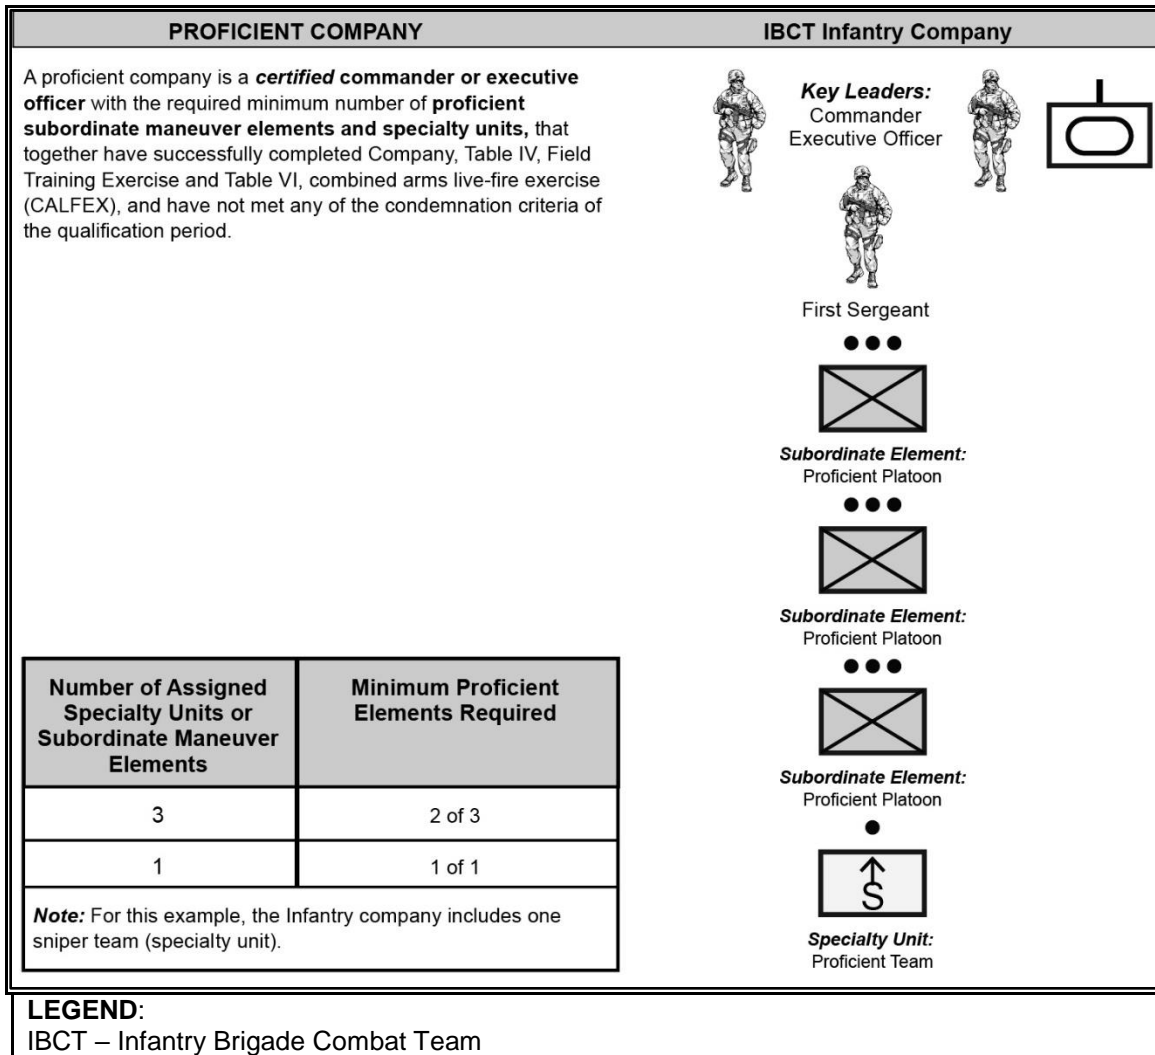 PROFICIENT COMPANY
IBCT Infantry Company
A proficient company is a certified commander or executive
officer with the required minimum number of proficient
subordinate maneuver elements and specialty units, that
together have successfully completed Company, Table IV, Field
Training Exercise and Table VI, combined arms live-fire exercise
(CALFEX), and have not met any of the condemnation criteria of
the qualification period.
Key Leaders:
Commander
Executive Officer
First Sergeant
Subordinate Element:
Proficient Platoon
Subordinate Element:
Proficient Platoon
Subordinate Element:
Proficient Platoon
S
Specialty Unit:
Proficient Team
Number of Assigned
Specialty Units or
Subordinate Maneuver
Elements
Minimum Proficient
Elements Required
3
2 of 3
1
1 of 1
Note: For this example, the Infantry company includes one
sniper team (specialty unit).
LEGEND:
IBCT – Infantry Brigade Combat Team